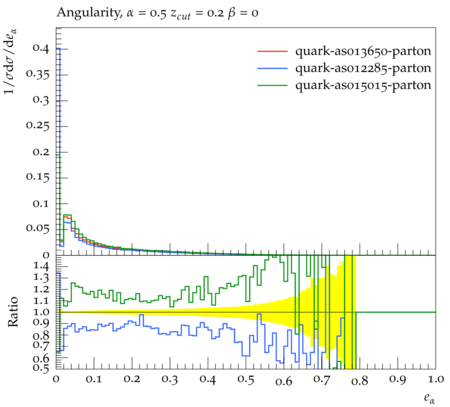 Angularity, α = 0.5 z_cut = 0.2 β = 0
1/σdσ/de_α
quark-as013650-parton
quark-as012285-parton
quark-as015015-parton
0.4
0.35
0.3
0.25
0.2
0.15
0.1
0.05
0
Ratio
1.4
1.3
1.2
1.1
1.0
0.9
0.8
0.7
0.6
0.5
0 0.1 0.2 0.3 0.4 0.5 0.6 0.7 0.8 0.9 1.0
e_α